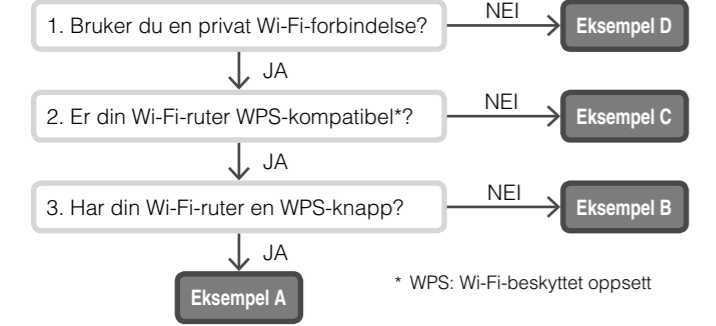 1. Bruker du en privat Wi-Fi-forbindelse?
NEI
Eksempel D
JA
2. Er din Wi-Fi-ruter WPS-kompatibel*?
NEI
Eksempel C
JA
3. Har din Wi-Fi-ruter en WPS-knapp?
NEI
Eksempel B
JA
Eksempel A
* WPS: Wi-Fi-beskyttet oppsett